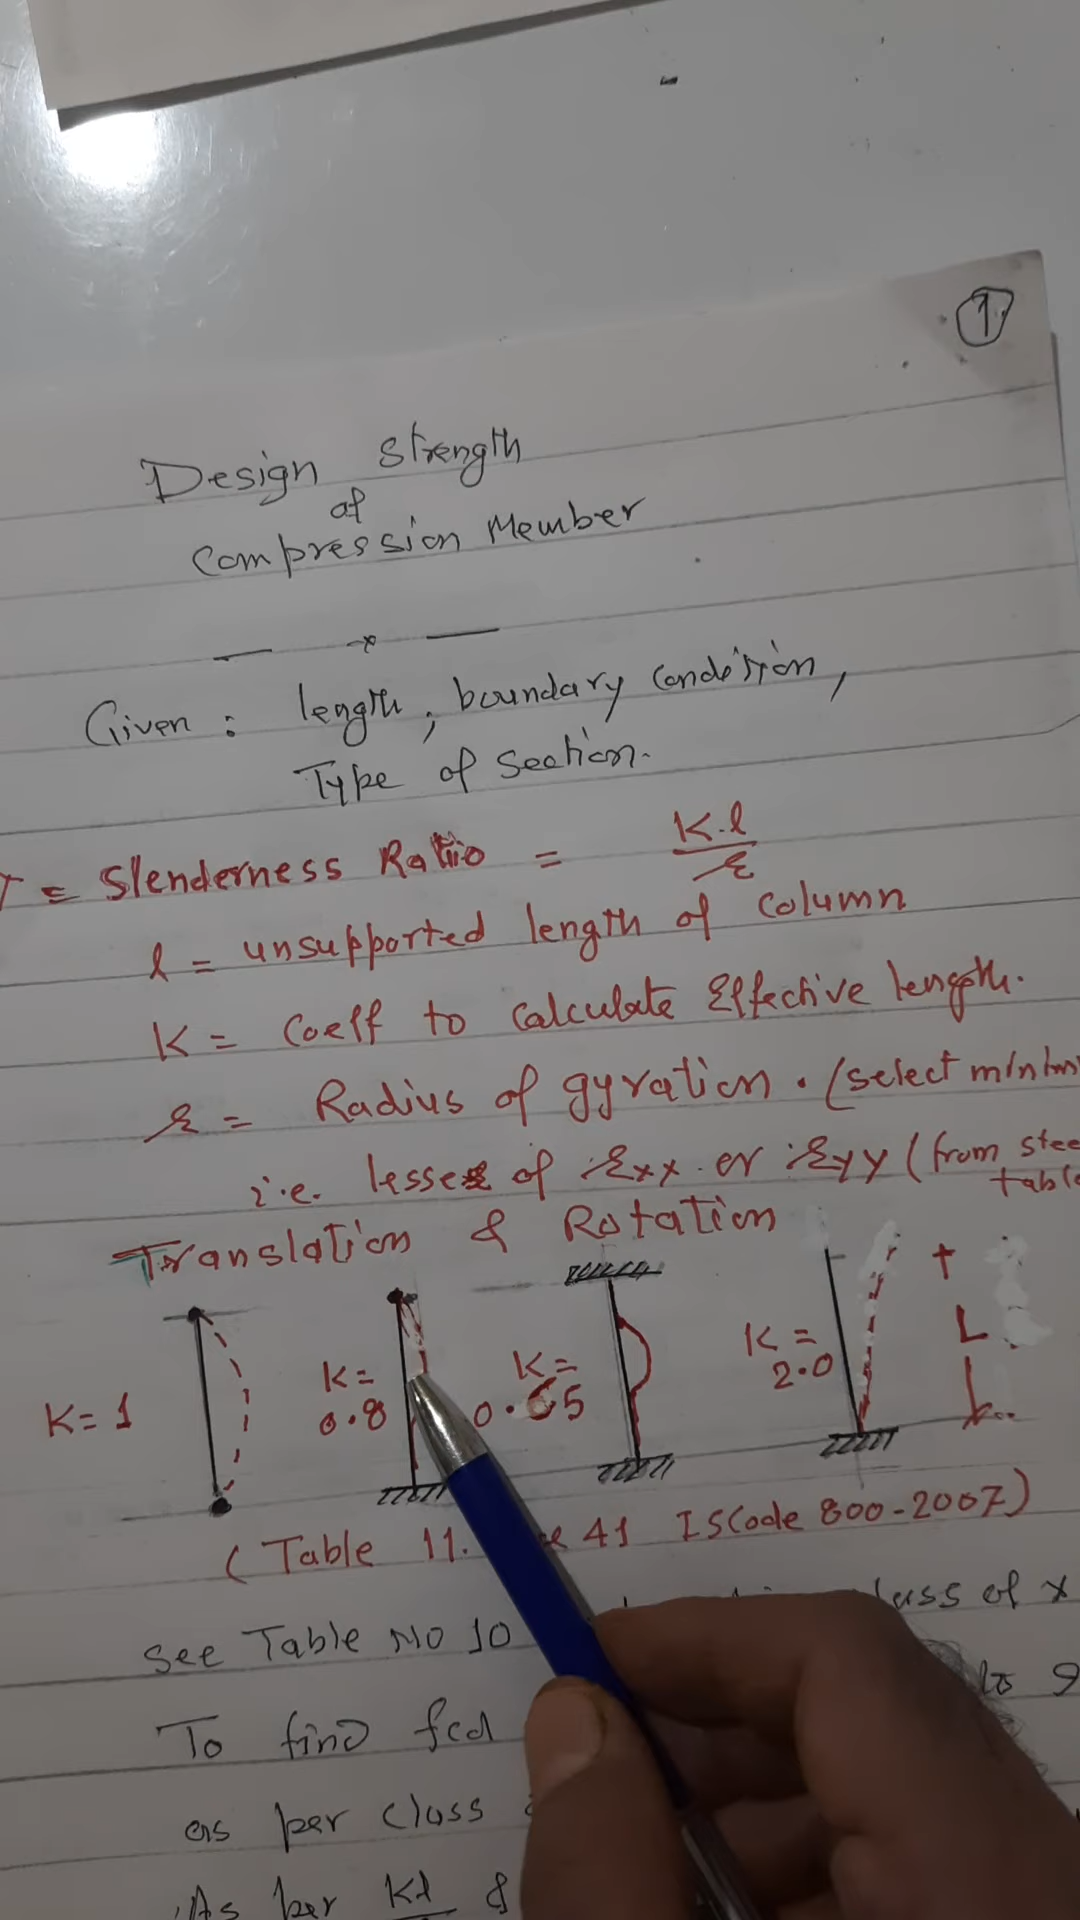 1
Design Strength
of
Compression Member
Given : length, boundary Condition,
Type of Section.
= Slenderness Ratio = K.l / r
l = unsupported length of column
K = Coeff to Calculate Effective length.
r = Radius of gyration. (select
i.e. lesser of rxx or ryy (from
Translation & Rotation
K = 1
K = 0.8
K = 0.65
K = 2.0
(Table 11. 41 IS Code 800-2007)
See Table No 10 of x
To find fcd
as per class
As per Kl &